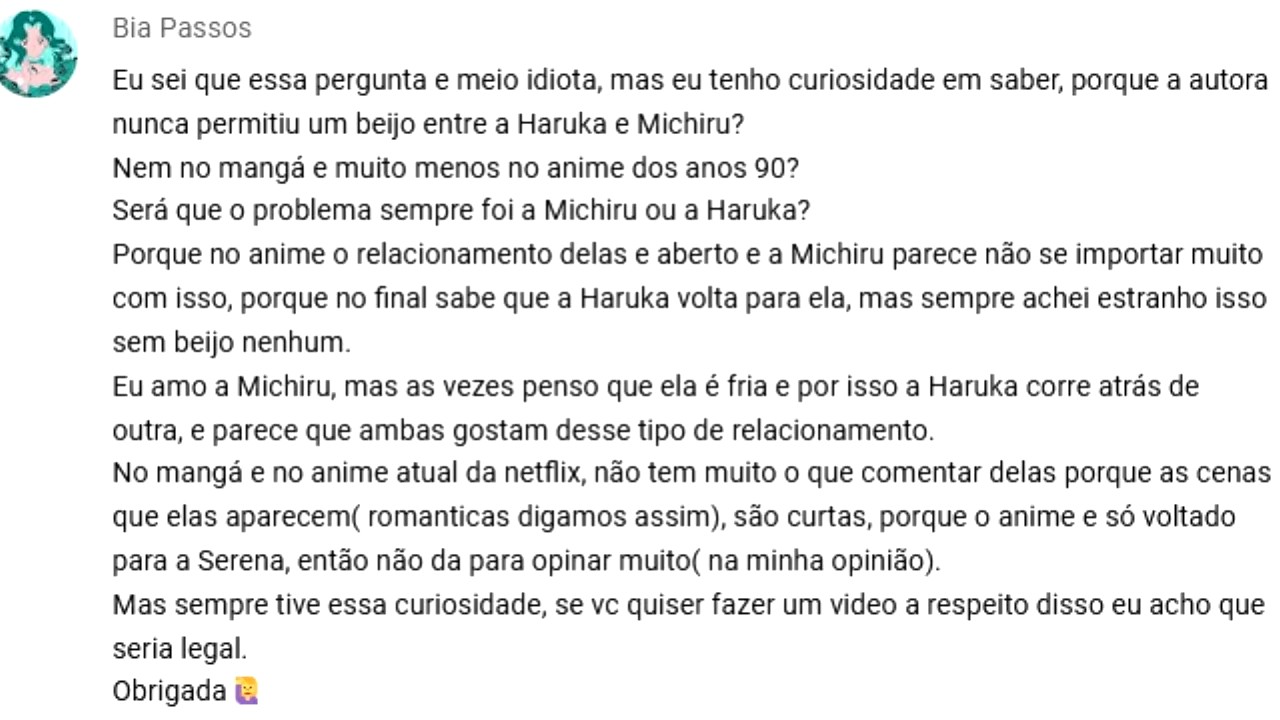 Bia Passos
Eu sei que essa pergunta e meio idiota, mas eu tenho curiosidade em saber, porque a autora
nunca permitiu um beijo entre a Haruka e Michiru?
Nem no mangá e muito menos no anime dos anos 90?
Será que o problema sempre foi a Michiru ou a Haruka?
Porque no anime o relacionamento delas e aberto e a Michiru parece não se importar muito
com isso, porque no final sabe que a Haruka volta para ela, mas sempre achei estranho isso
sem beijo nenhum.
Eu amo a Michiru, mas as vezes penso que ela é fria e por isso a Haruka corre atrás de
outra, e parece que ambas gostam desse tipo de relacionamento.
No mangá e no anime atual da netflix, não tem muito o que comentar delas porque as cenas
que elas aparecem( romanticas digamos assim), são curtas, porque o anime e só voltado
para a Serena, então não da para opinar muito( na minha opinião).
Mas sempre tive essa curiosidade, se vc quiser fazer um video a respeito disso eu acho que
seria legal.
Obrigada 🙋